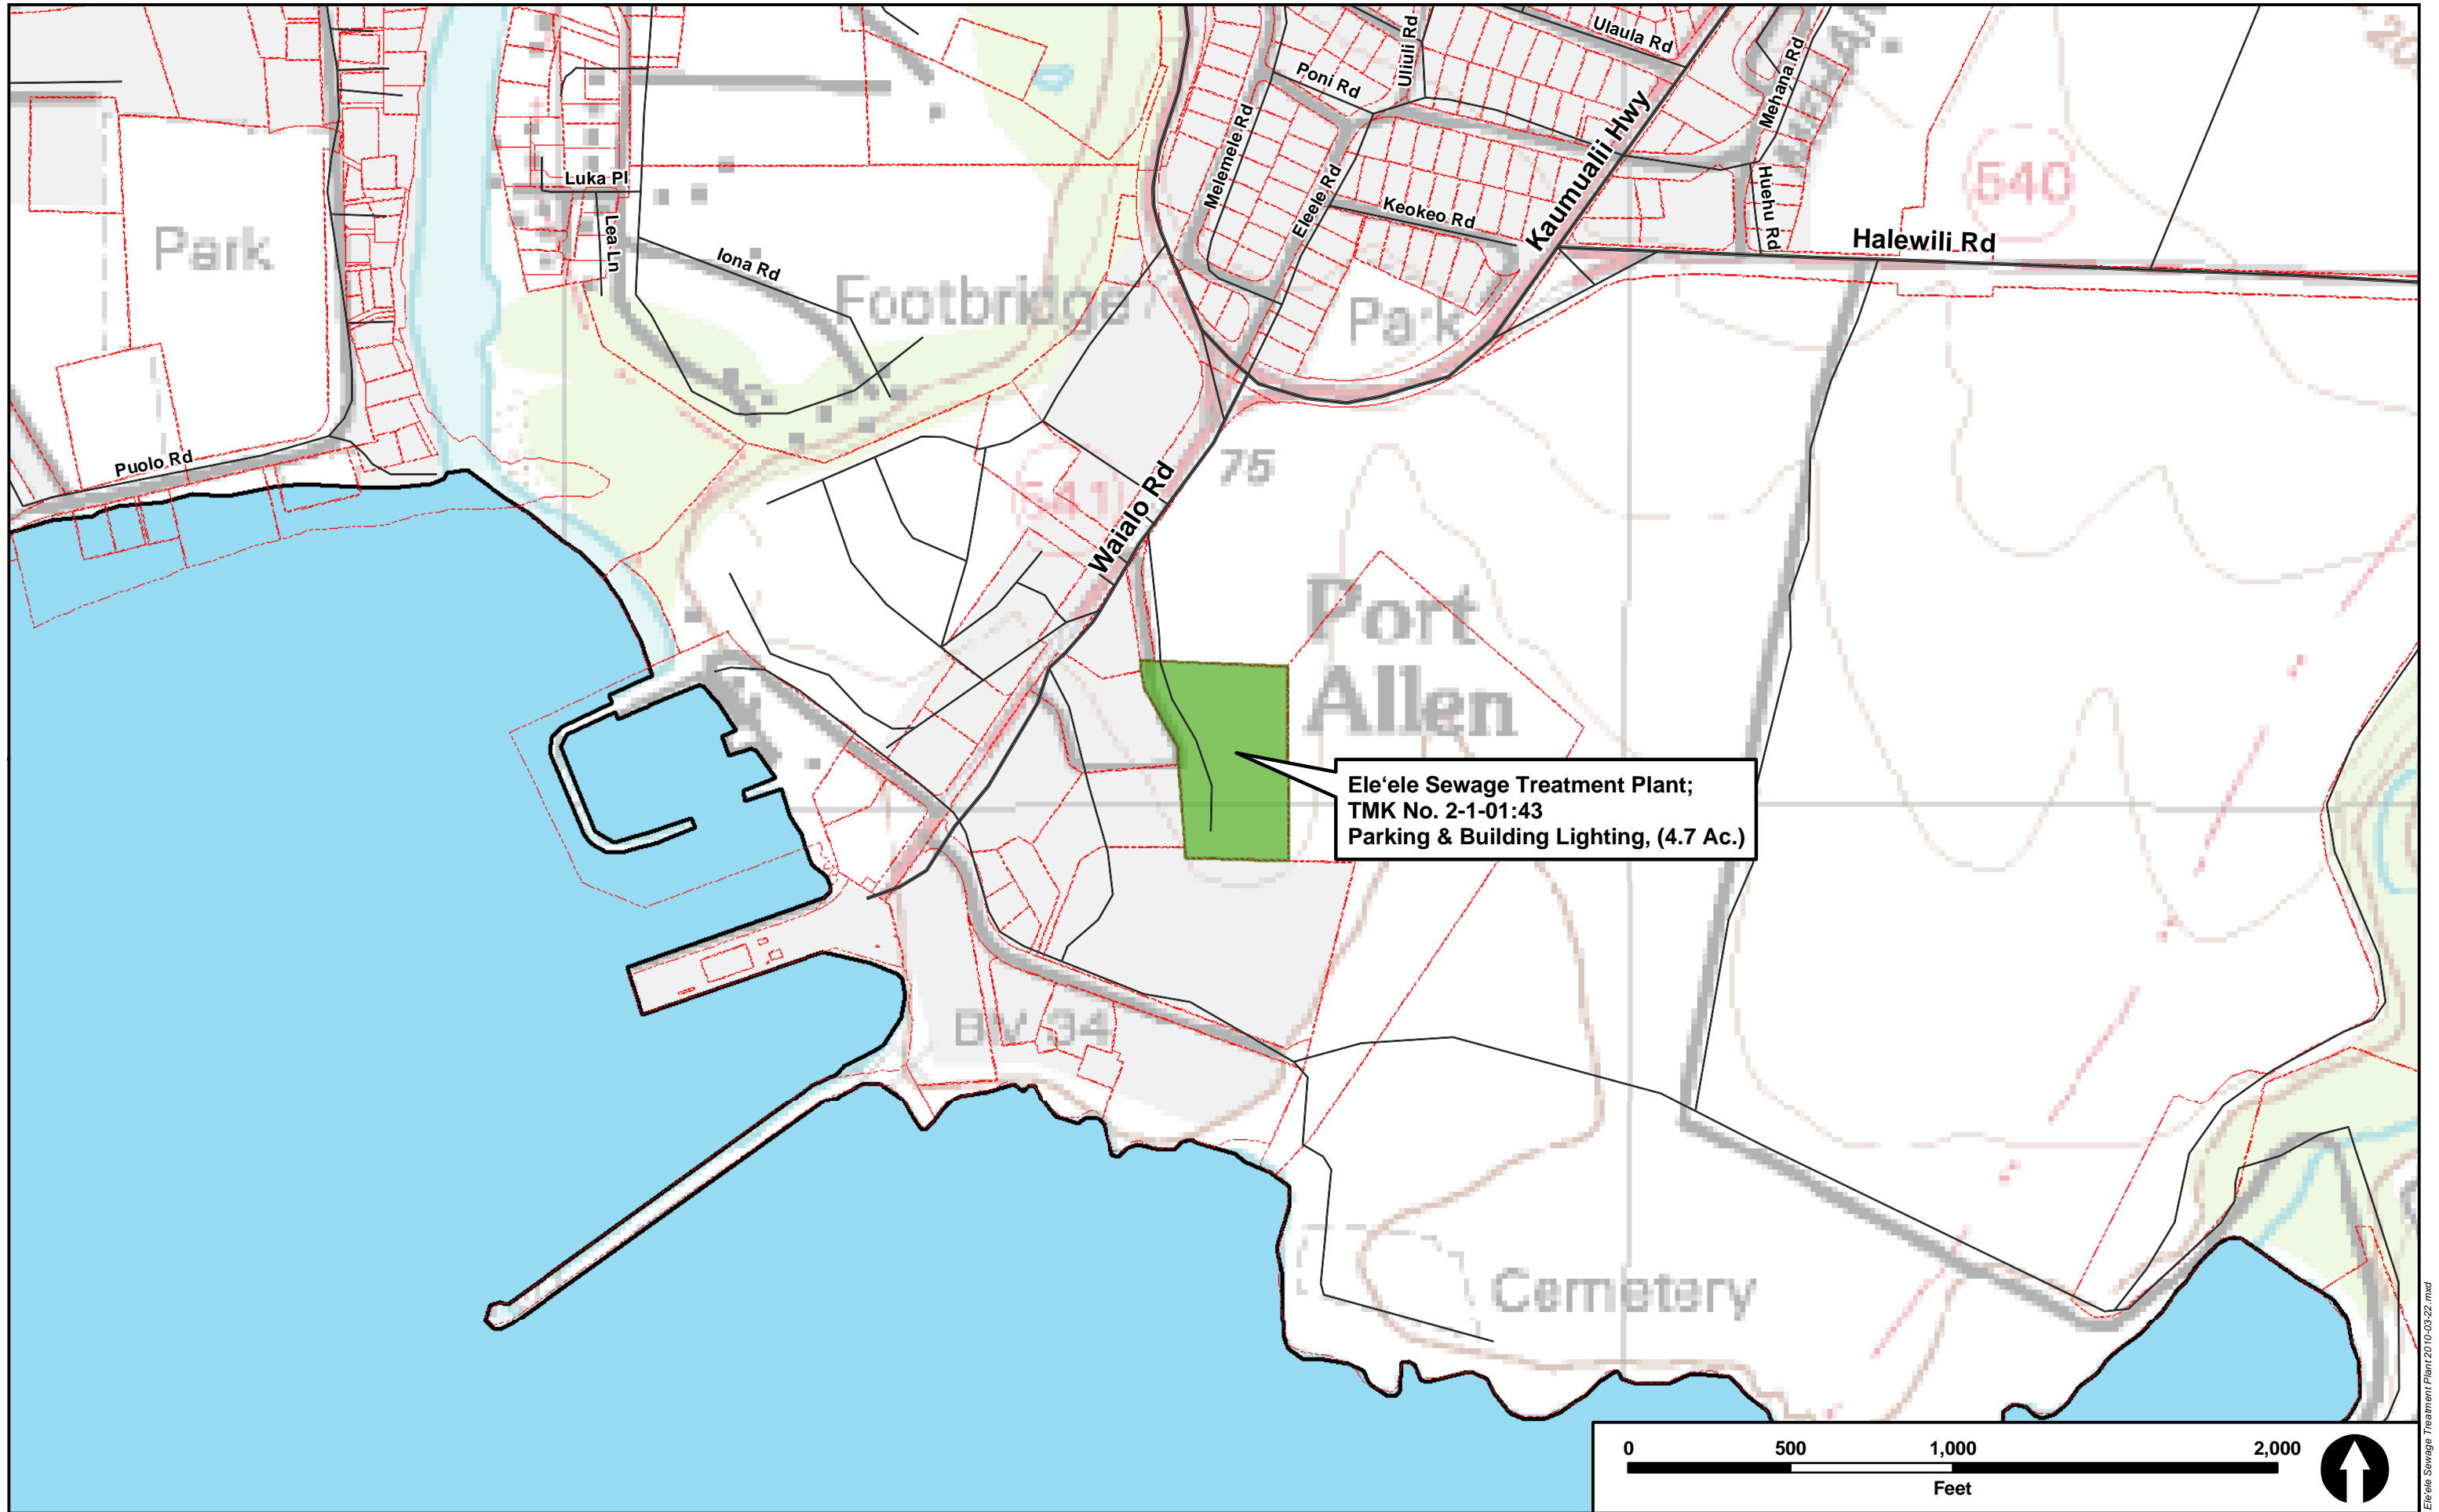 Ulaula Rd
Uliuli Rd
Poni Rd
Mehana Rd
Melemele Rd
Eleele Rd
Kaumualii Hwy
Keokeo Rd
Huehu Rd
540
Halewili Rd
Luka Pl
Lea Ln
Iona Rd
Park
Footbridge
Park
Puolo Rd
75
541
Waialo Rd
Port
Allen
Ele‘ele Sewage Treatment Plant;
TMK No. 2-1-01:43
Parking & Building Lighting, (4.7 Ac.)
BM 34
Cemetery
0 500 1,000 2,000
Feet
Ele'ele Sewage Treatment Plant 2010-03-22.mxd